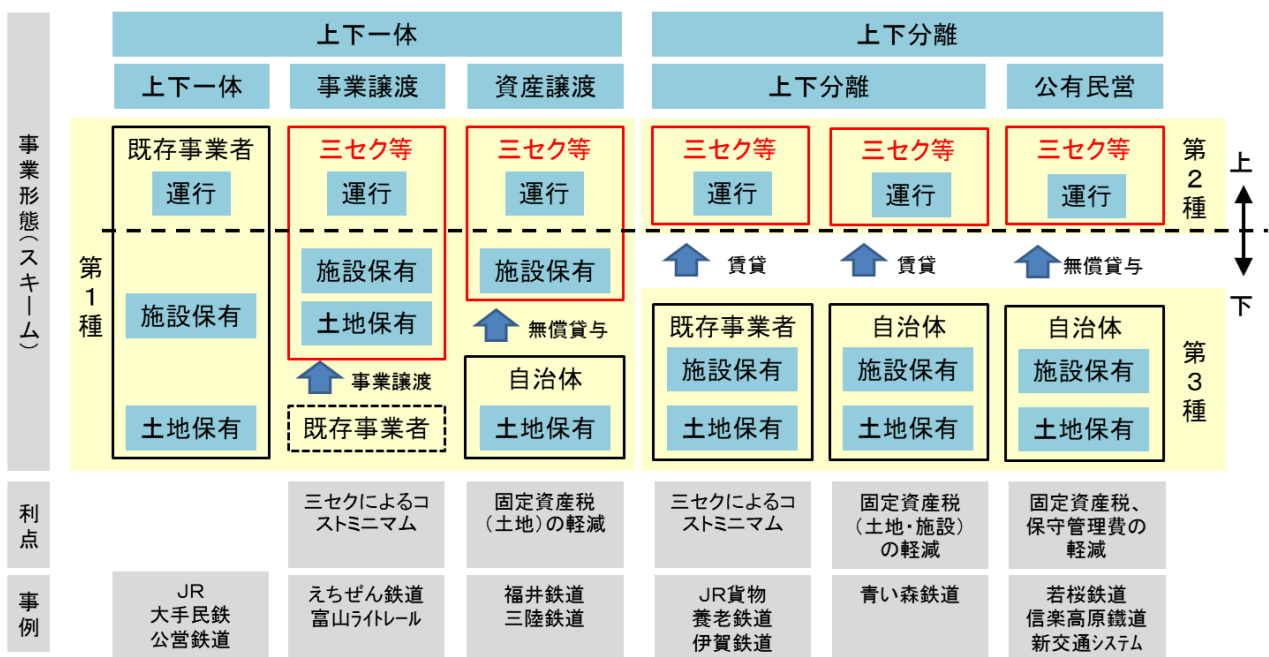 上下一体
上下分離
上下一体
事業譲渡
資産譲渡
上下分離
公有民営
事業形態(スキーム)
第1種
既存事業者
運行
施設保有
土地保有
三セク等
運行
施設保有
土地保有
事業譲渡
既存事業者
三セク等
運行
施設保有
無償貸与
自治体
土地保有
三セク等
運行
賃貸
既存事業者
施設保有
土地保有
三セク等
運行
賃貸
自治体
施設保有
土地保有
三セク等
運行
無償貸与
自治体
施設保有
土地保有
第2種
第3種
上
下
利点
三セクによるコ
ストミニマム
固定資産税
(土地)の軽減
三セクによるコ
ストミニマム
固定資産税
(土地・施設)
の軽減
固定資産税、
保守管理費の
軽減
事例
JR
大手民鉄
公営鉄道
えちぜん鉄道
富山ライトレール
福井鉄道
三陸鉄道
JR貨物
養老鉄道
伊賀鉄道
青い森鉄道
若桜鉄道
信楽高原鐵道
新交通システム